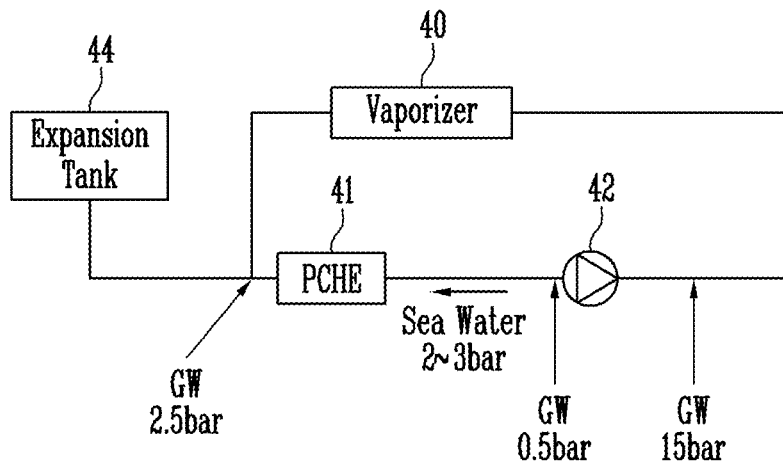 44
Expansion
Tank
40
Vaporizer
41
PCHE
42
Sea Water
2~3bar
GW
2.5bar
GW
0.5bar
GW
15bar